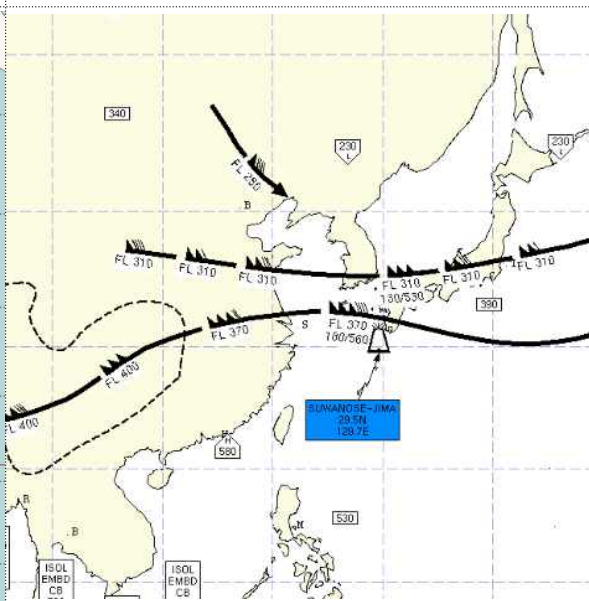 340
230
L
230
L
FL 280
B
FL 310
FL 310
FL 310
FL 310
180/530
FL 310
FL 310
390
FL 370
S
FL 370
180/560
FL 400
FL 400
SUWANOSE-JIMA
29.5N
129.7E
H
580
530
R
B
M
ISOL
EMBD
CB
ISOL
EMBD
CB